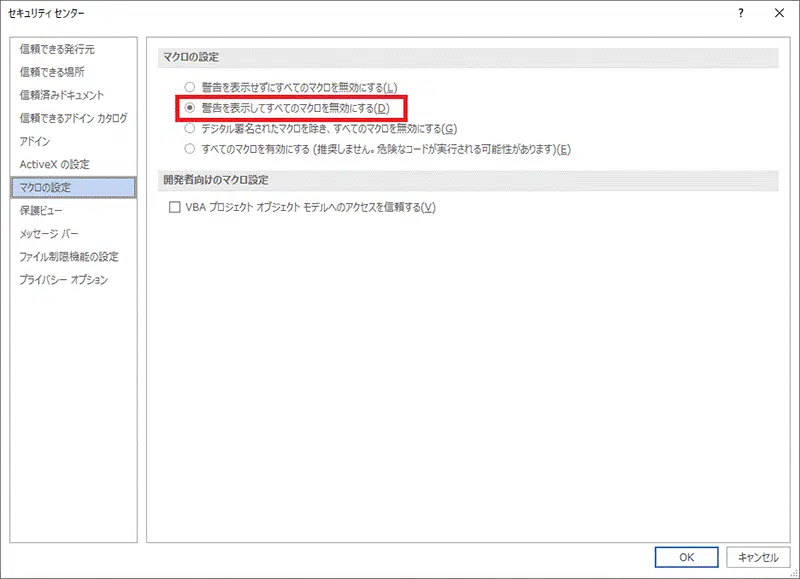 セキュリティ センター
?
信頼できる発行元
信頼できる場所
信頼済みドキュメント
信頼できるアドイン カタログ
アドイン
ActiveX の設定
マクロの設定
保護ビュー
メッセージ バー
ファイル制限機能の設定
プライバシー オプション
マクロの設定
警告を表示せずにすべてのマクロを無効にする(L)
警告を表示してすべてのマクロを無効にする(D)
デジタル署名されたマクロを除き、すべてのマクロを無効にする(G)
すべてのマクロを有効にする (推奨しません。危険なコードが実行される可能性があります)(E)
開発者向けのマクロ設定
VBA プロジェクト オブジェクト モデルへのアクセスを信頼する(V)
OK
キャンセル